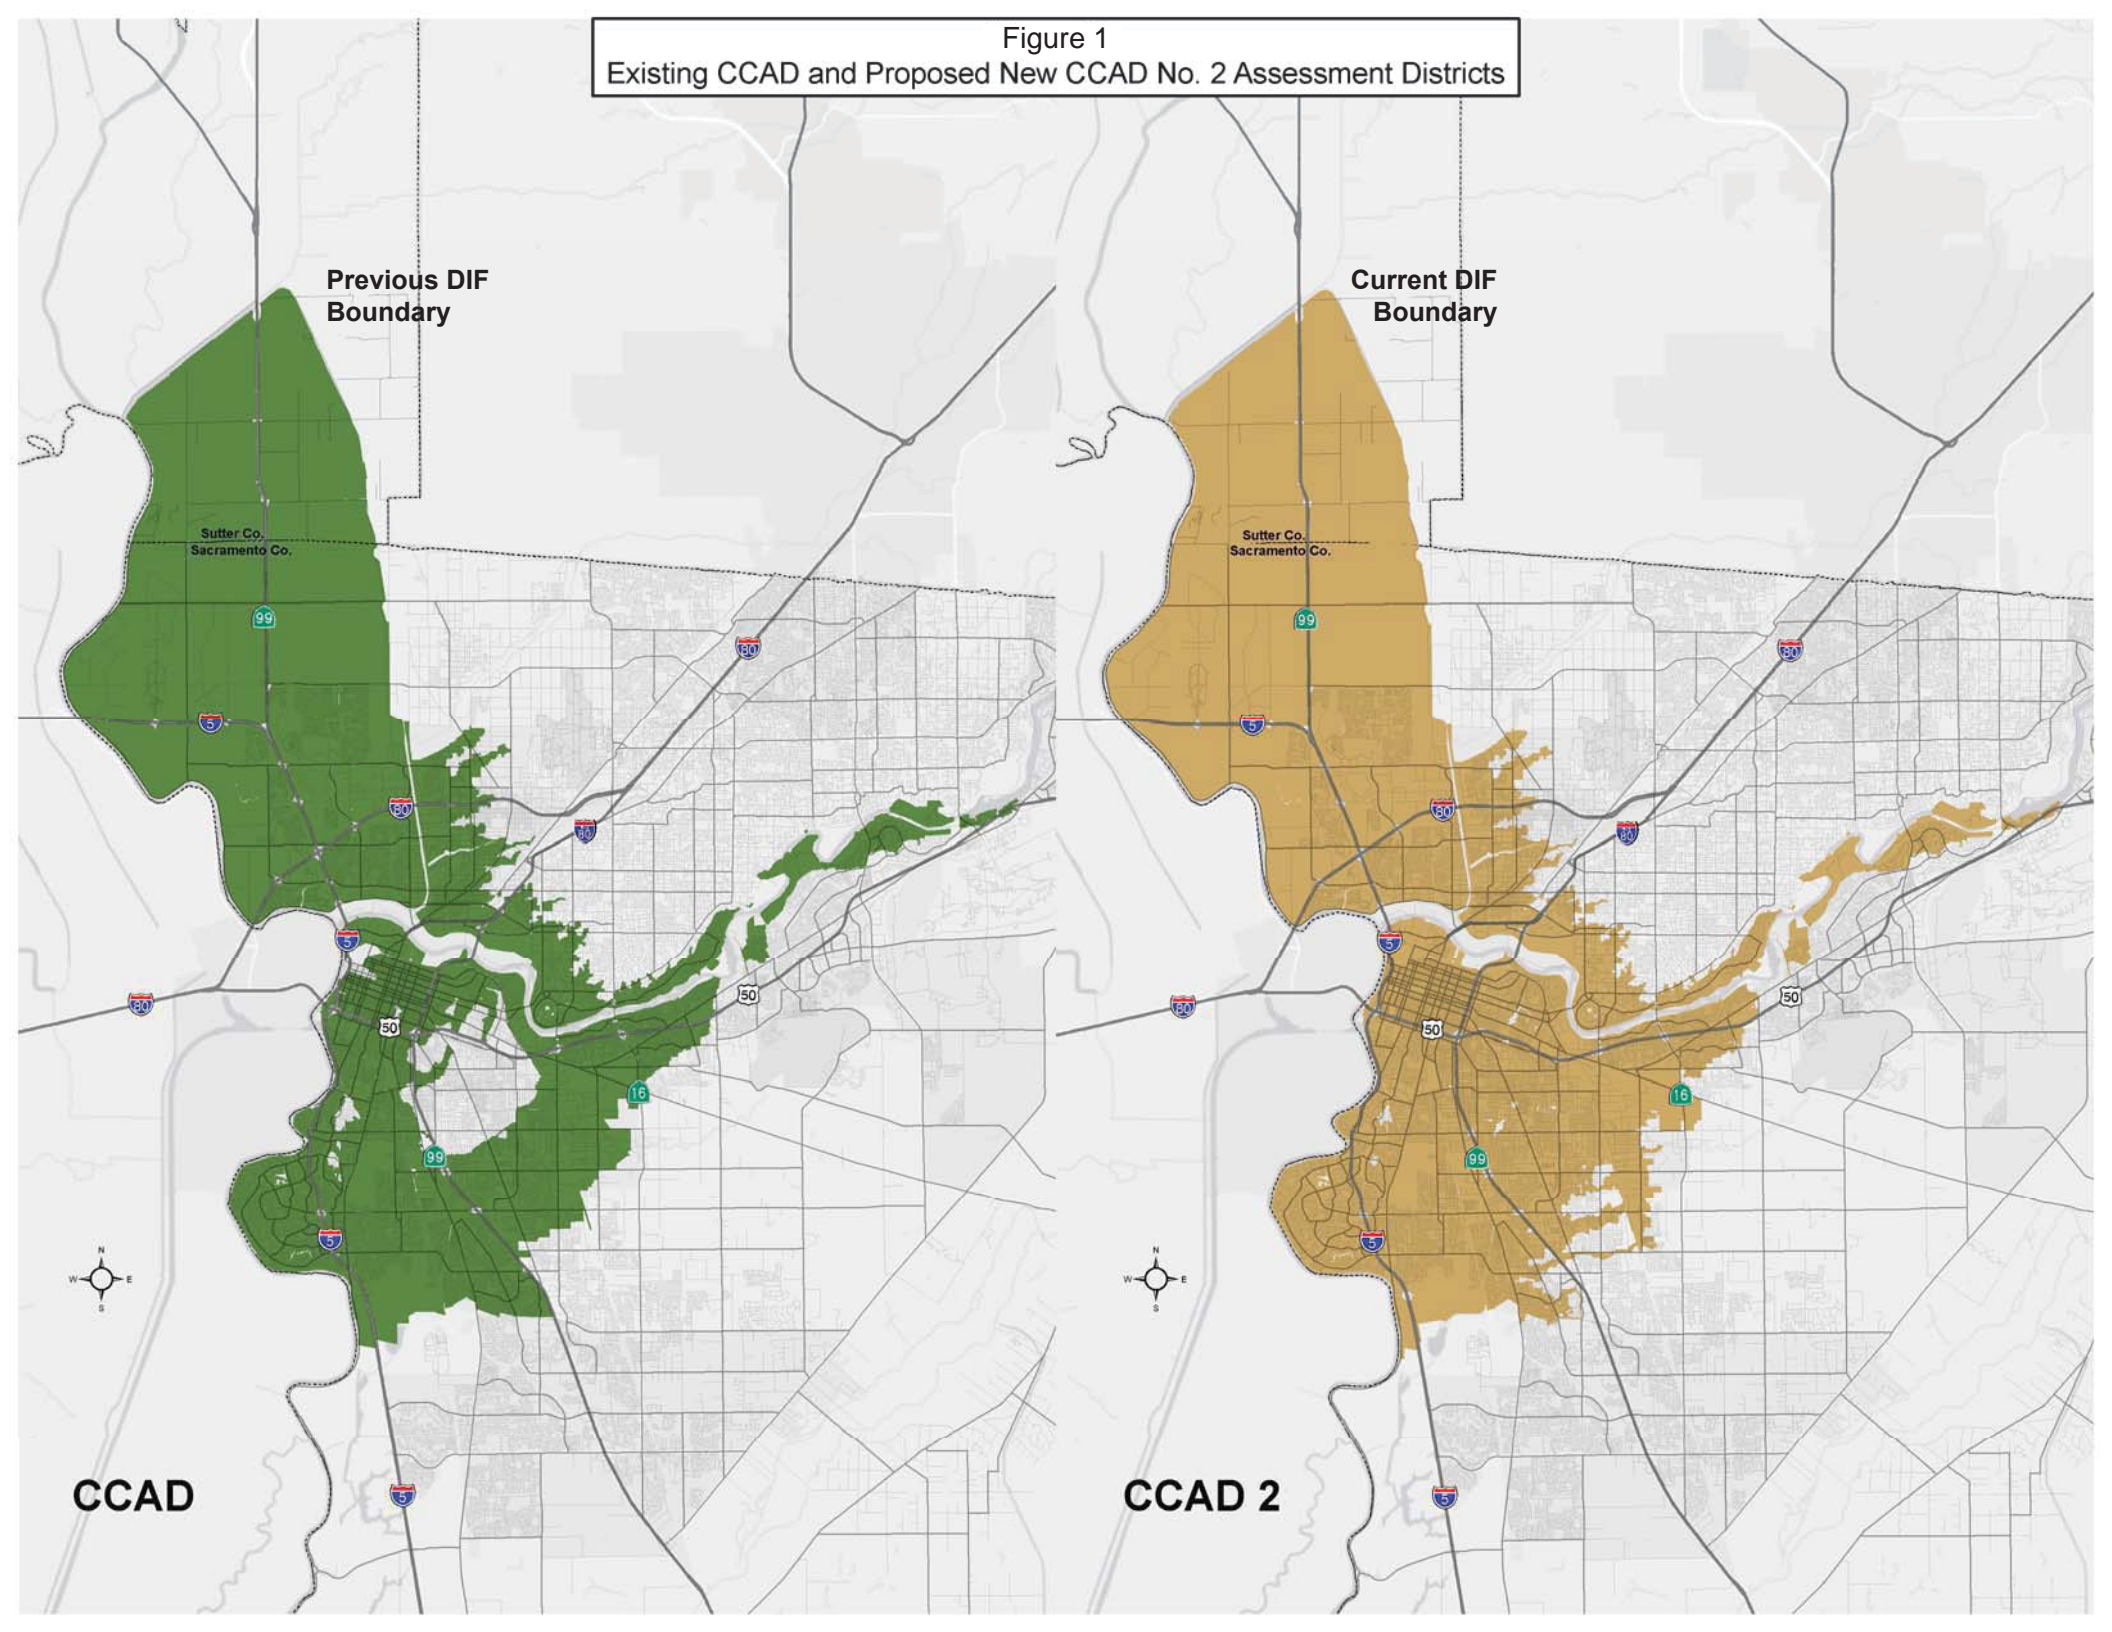 Figure 1
Existing CCAD and Proposed New CCAD No. 2 Assessment Districts
Previous DIF
Boundary
Sutter Co.
Sacramento Co.
99
80
5
80
80
5
50
80
50
16
99
5
N
W E
S
CCAD
5
Current DIF
Boundary
Sutter Co.
Sacramento Co.
99
80
5
80
80
5
50
80
50
16
99
5
N
W E
S
CCAD 2
5